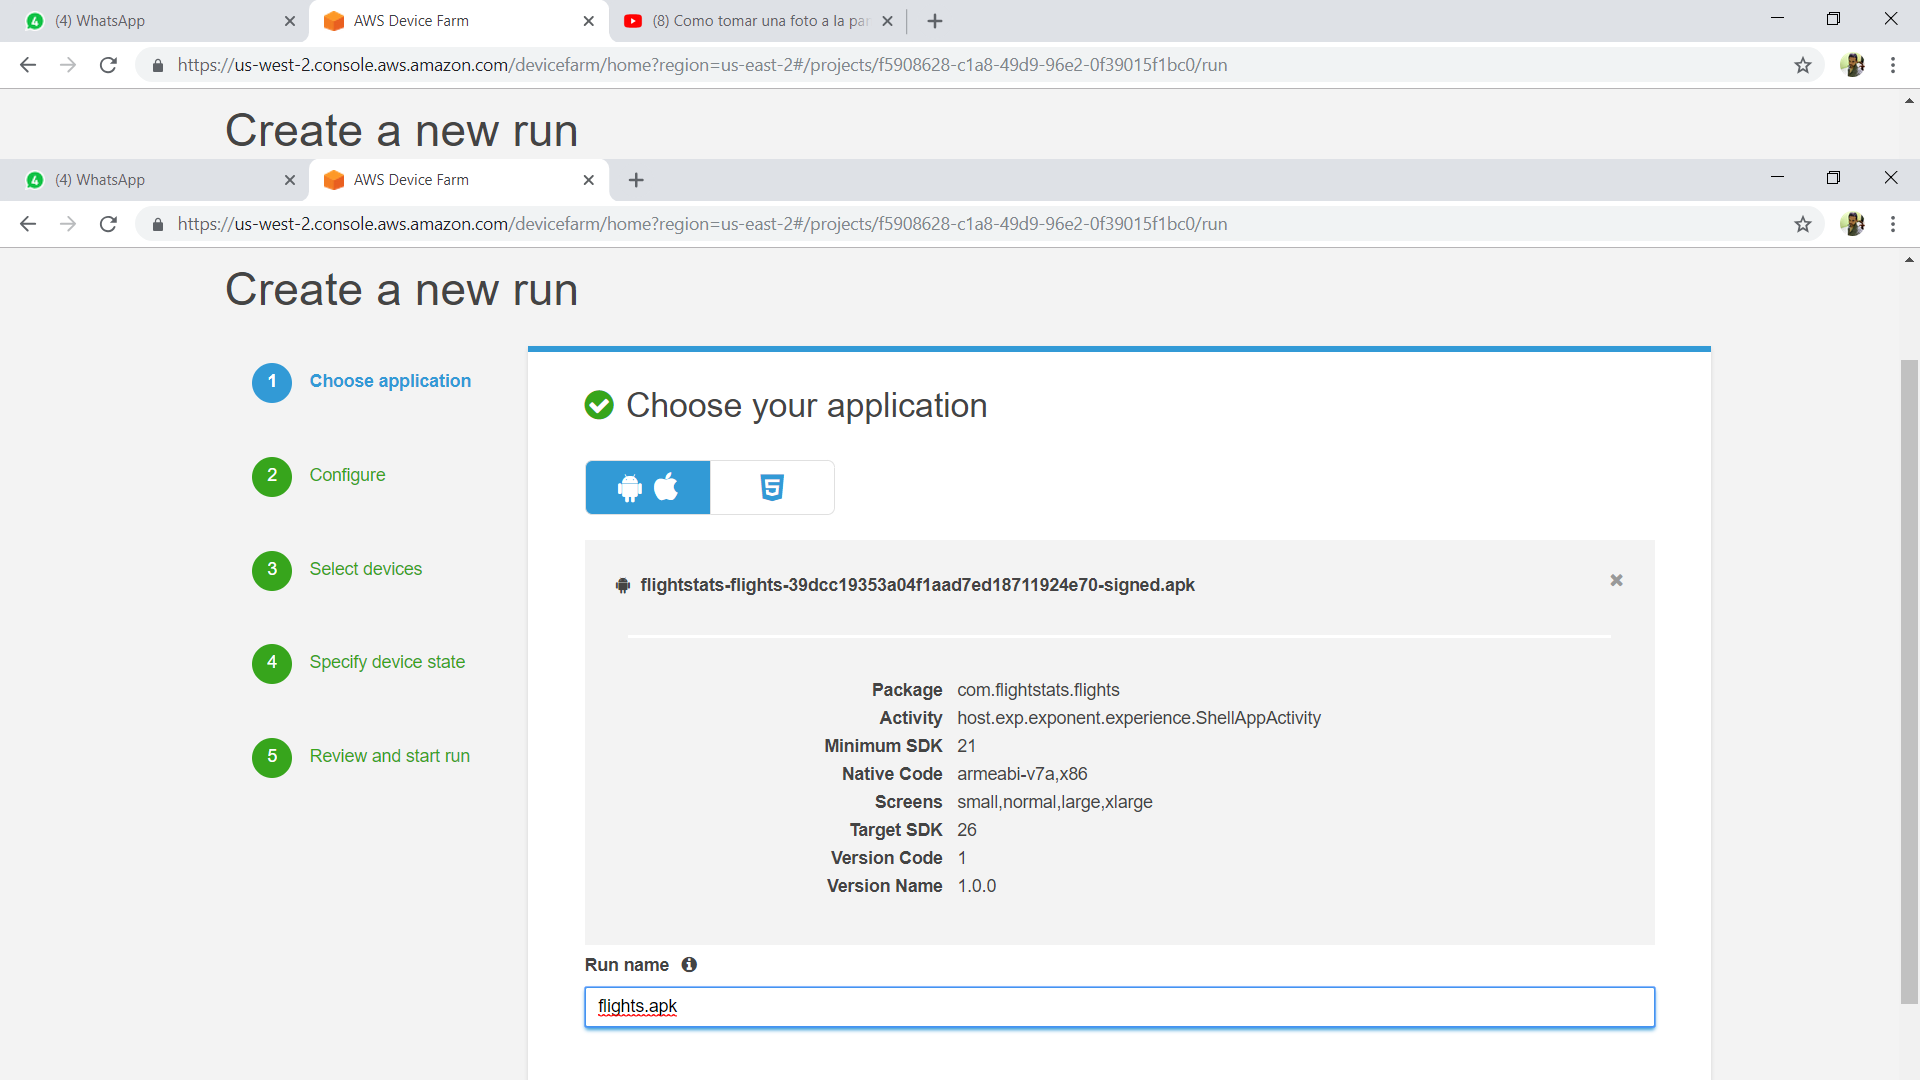 4 (4) WhatsApp AWS Device Farm (8) Como tomar una foto a la pan
https://us-west-2.console.aws.amazon.com/devicefarm/home?region=us-east-2#/projects/f5908628-c1a8-49d9-96e2-0f39015f1bc0/run
Create a new run
4 (4) WhatsApp AWS Device Farm
https://us-west-2.console.aws.amazon.com/devicefarm/home?region=us-east-2#/projects/f5908628-c1a8-49d9-96e2-0f39015f1bc0/run
Create a new run
1 Choose application
2 Configure
3 Select devices
4 Specify device state
5 Review and start run
Choose your application
5
flightstats-flights-39dcc19353a04f1aad7ed18711924e70-signed.apk
Package com.flightstats.flights
Activity host.exp.exponent.experience.ShellAppActivity
Minimum SDK 21
Native Code armeabi-v7a,x86
Screens small,normal,large,xlarge
Target SDK 26
Version Code 1
Version Name 1.0.0
Run name
flights.apk